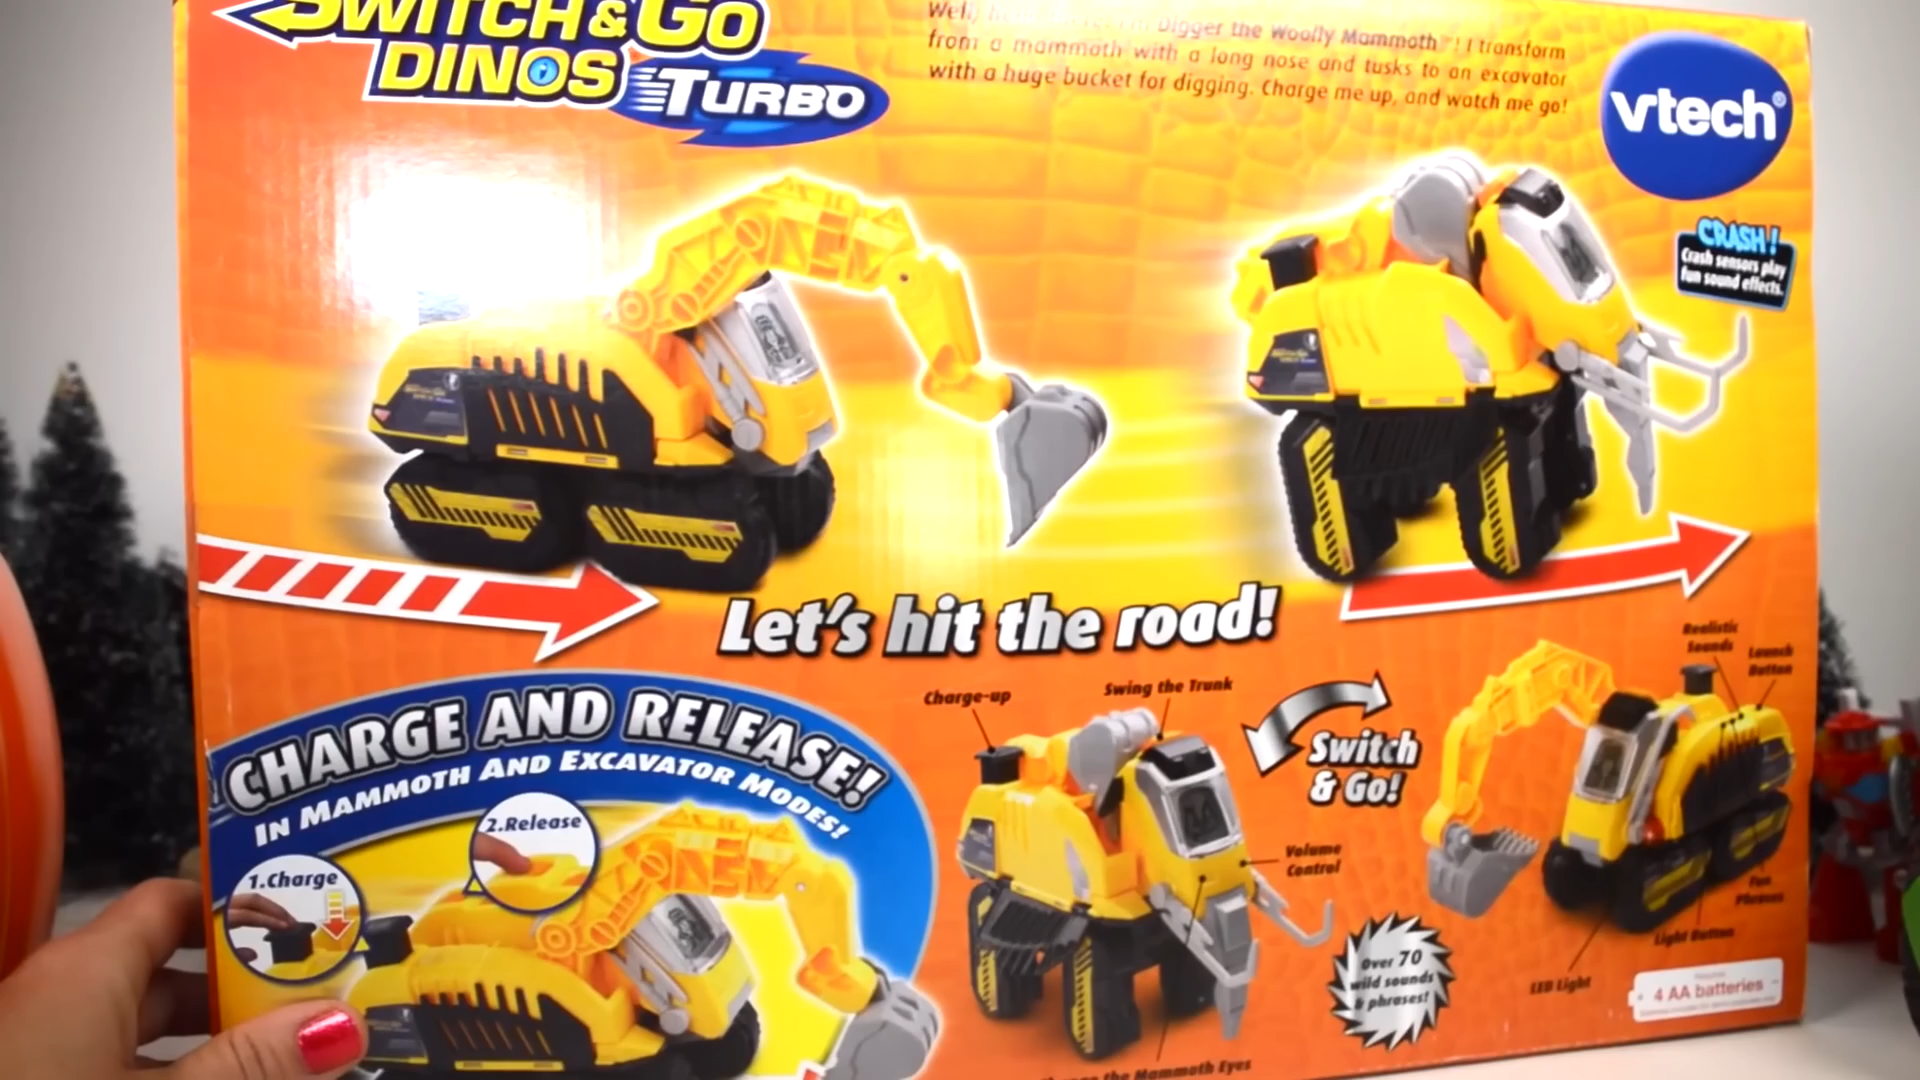 SWITCH & GO
DINOS TURBO
Digger the Woolly Mammoth™! I transform
from a mammoth with a long nose and tusks to an excavator
with a huge bucket for digging. Charge me up, and watch me go!
vtech®
CRASH!
Crash sensors play
fun sound effects.
Let's hit the road!
CHARGE AND RELEASE!
IN MAMMOTH AND EXCAVATOR MODES!
1.Charge
2.Release
Charge-up
Swing the Trunk
Switch
& Go!
Volume
Control
Over 70
wild sounds
& phrases!
the Mammoth Eyes
Realistic
Sounds
Launch
Button
Fun
Phrases
Light Button
LED Light
4 AA batteries